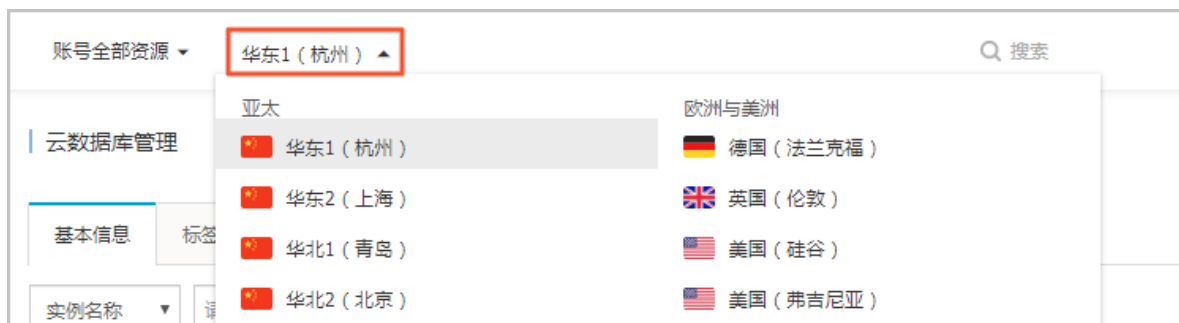 账号全部资源
华东1（杭州）
搜索
亚太
欧洲与美洲
云数据库管理
华东1（杭州）
德国（法兰克福）
华东2（上海）
英国（伦敦）
基本信息
标签
华北1（青岛）
美国（硅谷）
实例名称
华北2（北京）
美国（弗吉尼亚）